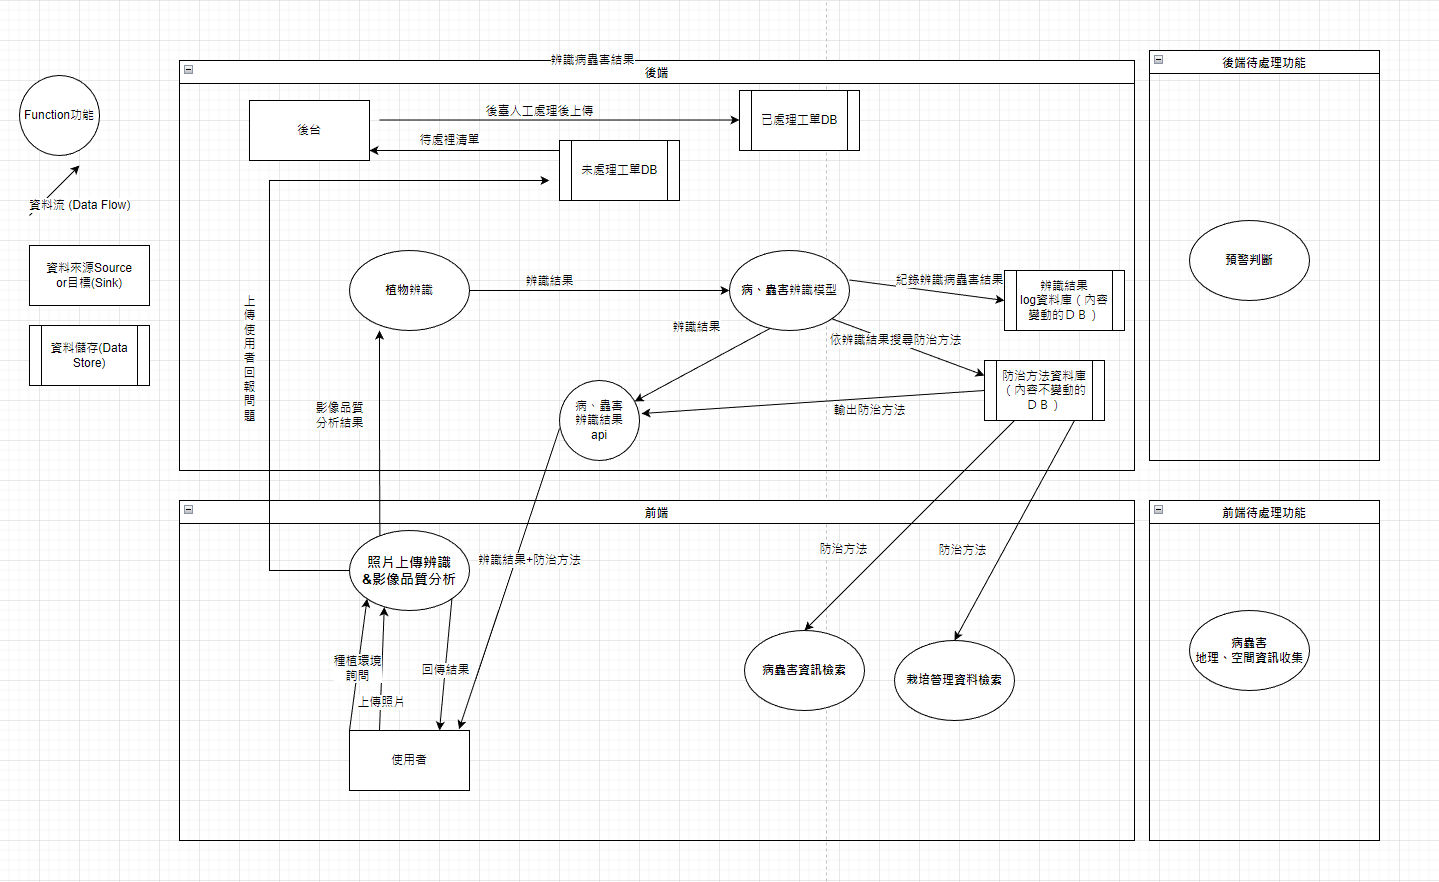 Function功能
資料流 (Data Flow)
資料來源Source
or目標(Sink)
資料儲存(Data
Store)
辨識病蟲害結果
後端
後台
後臺人工處理後上傳
已處理工單DB
待處裡清單
未處理工單DB
上
傳
使
用
者
回
報
問
題
植物辨識
辨識結果
病、蟲害辨識模型
紀錄辨識病蟲害結果
辨識結果
log資料庫（內容
變動的ＤＢ）
辨識結果
依辨識結果搜尋防治方法
防治方法資料庫
（內容不變動的
ＤＢ）
輸出防治方法
影像品質
分析結果
病、蟲害
辨識結果
api
前端
照片上傳辨識
&影像品質分析
辨識結果+防治方法
防治方法
防治方法
種植環境
詢問
上傳照片
回傳結果
病蟲害資訊檢索
栽培管理資料檢索
使用者
後端待處理功能
預警判斷
前端待處理功能
病蟲害
地理、空間資訊收集